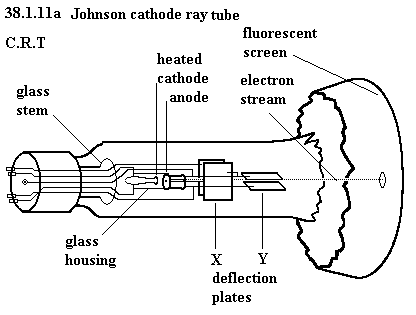 38.1.11a Johnson cathode ray tube
C.R.T
fluorescent
screen
heated
cathode
anode
electron
stream
glass
stem
glass
housing
X
Y
deflection
plates